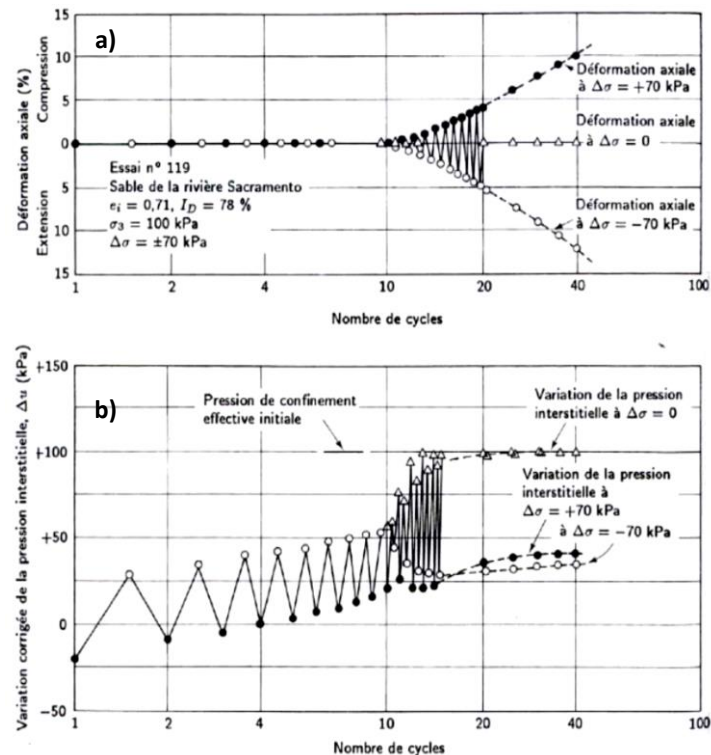 a)
Déformation axiale (%)
Extension Compression
15
10
5
0
5
10
15
Déformation axiale
à Δσ = +70 kPa
Déformation axiale
à Δσ = 0
Déformation axiale
à Δσ = −70 kPa
Essai n° 119
Sable de la rivière Sacramento
eᵢ = 0,71, I_D = 78 %
σ₃ = 100 kPa
Δσ = ±70 kPa
1 2 4 10 20 40 100
Nombre de cycles
b)
Variation corrigée de la pression interstitielle, Δu (kPa)
+150
+100
+50
0
−50
Pression de confinement
effective initiale
Variation de la pression
interstitielle à Δσ = 0
Variation de la pression
interstitielle à
Δσ = +70 kPa
à Δσ = −70 kPa
1 2 4 10 20 40 100
Nombre de cycles